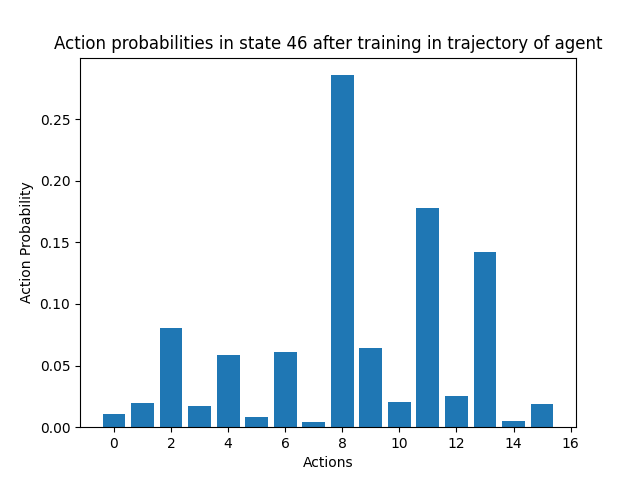 Action probabilities in state 46 after training in trajectory of agent
Action Probability
0.25
0.20
0.15
0.10
0.05
0.00
0 2 4 6 8 10 12 14 16
Actions